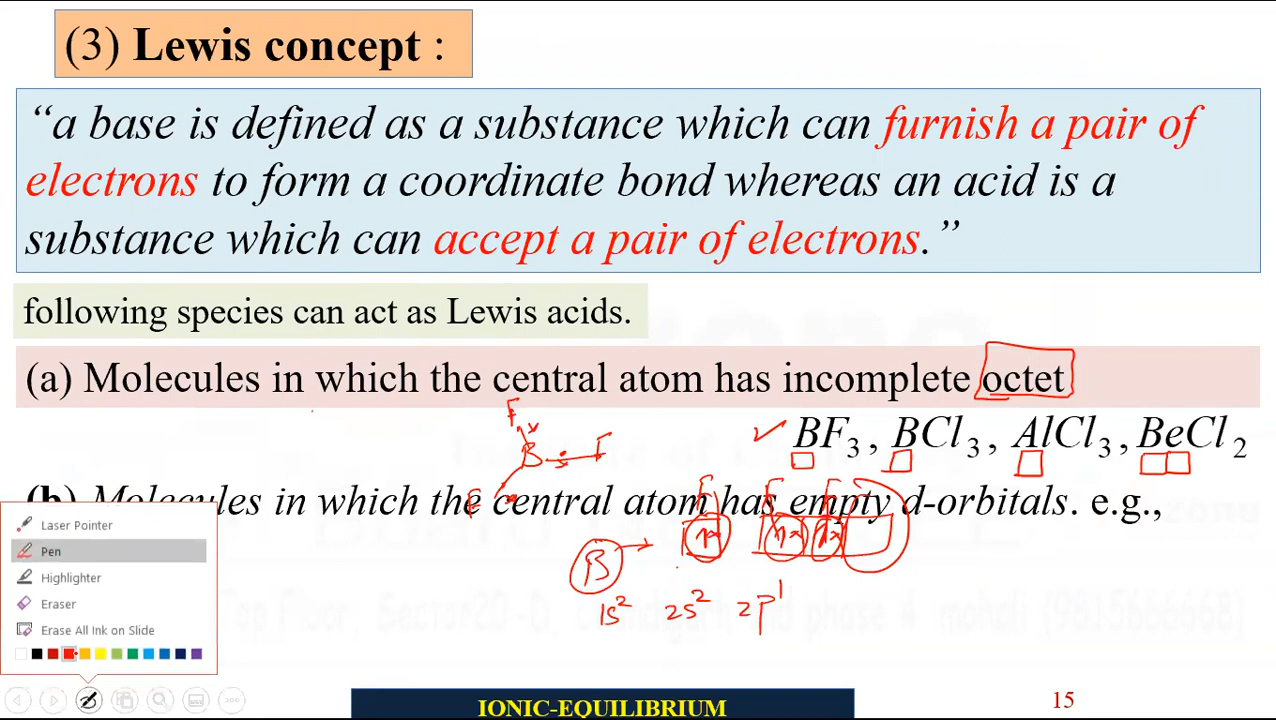 (3) Lewis concept :
“a base is defined as a substance which can furnish a pair of
electrons to form a coordinate bond whereas an acid is a
substance which can accept a pair of electrons.”
following species can act as Lewis acids.
(a) Molecules in which the central atom has incomplete octet
BF₃, BCl₃, AlCl₃, BeCl₂
F
B F
F
(b) Molecules in which the central atom has empty d-orbitals. e.g.,
F F F
B
1s² 2s² 2p¹
Laser Pointer
Pen
Highlighter
Eraser
Erase All Ink on Slide
IONIC-EQUILIBRIUM
15